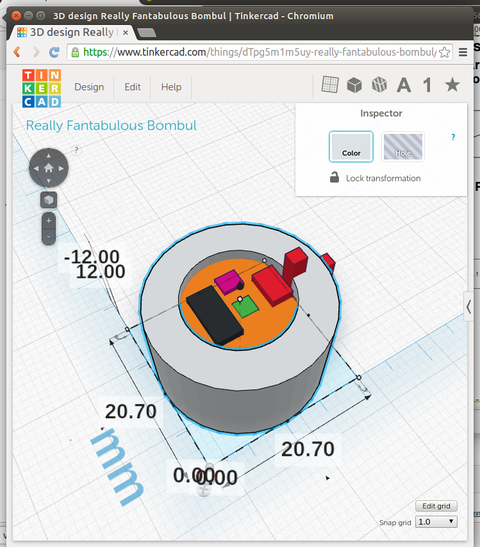 3D design Really Fantabulous Bombul | Tinkercad - Chromium
3D design Really
https://www.tinkercad.com/things/dTpg5m1m5uy-really-fantabulous-bombul/
TIN
KER
CAD
Design Edit Help
A 1
Really Fantabulous Bombul
?
Inspector
Color
Hole
?
Lock transformation
+
-
-12.00
12.00
20.70
20.70
0.00
0.00
mm
Edit grid
Snap grid 1.0